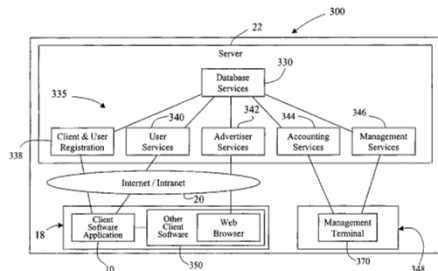 300
22
Server
Database
Services
330
335
340
342
344
346
Client & User
Registration
User
Services
Advertiser
Services
Accounting
Services
Management
Services
338
Internet / Intranet
20
18
Client
Software
Application
Other
Client
Software
Web
Browser
Management
Terminal
10
350
370
348